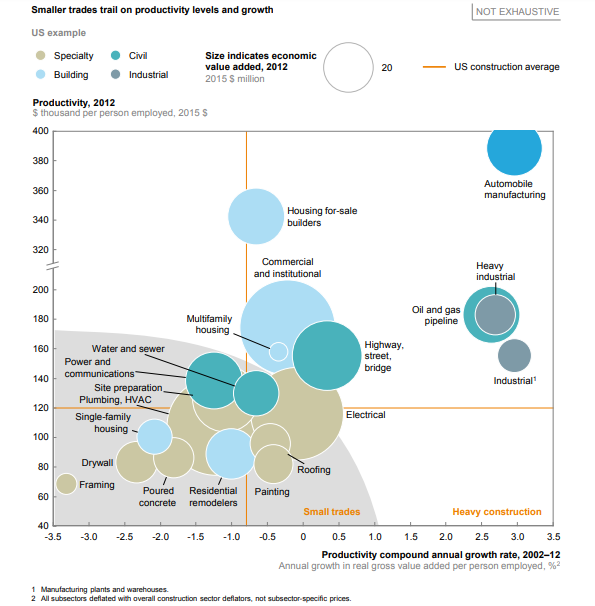 Smaller trades trail on productivity levels and growth
NOT EXHAUSTIVE
US example
Specialty
Civil
Building
Industrial
Size indicates economic
value added, 2012
2015 $ million
20
US construction average
Productivity, 2012
$ thousand per person employed, 2015 $
400
380
360
340
320
200
180
160
140
120
100
80
60
40
Automobile
manufacturing
Housing for-sale
builders
Commercial
and institutional
Heavy
industrial
Oil and gas
pipeline
Multifamily
housing
Highway,
street,
bridge
Industrial1
Water and sewer
Power and
communications
Site preparation
Plumbing, HVAC
Single-family
housing
Electrical
Drywall
Framing
Poured
concrete
Residential
remodelers
Painting
Roofing
Small trades
Heavy construction
-3.5 -3.0 -2.5 -2.0 -1.5 -1.0 -0.5 0 0.5 1.0 1.5 2.0 2.5 3.0 3.5
Productivity compound annual growth rate, 2002–12
Annual growth in real gross value added per person employed, %2
1 Manufacturing plants and warehouses.
2 All subsectors deflated with overall construction sector deflators, not subsector-specific prices.